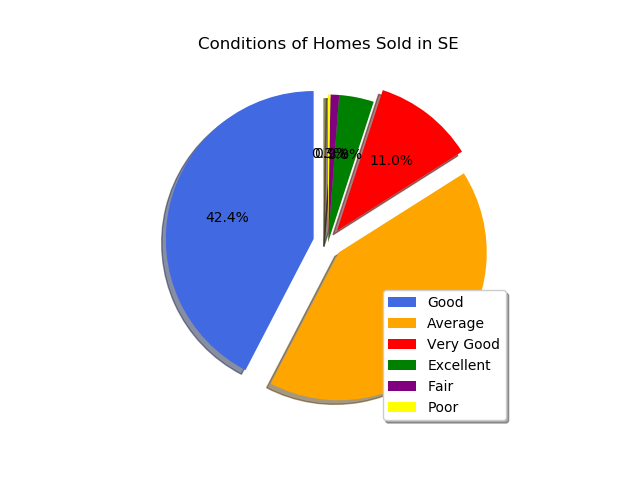 Conditions of Homes Sold in SE
11.0%
42.4%
Good
Average
Very Good
Excellent
Fair
Poor